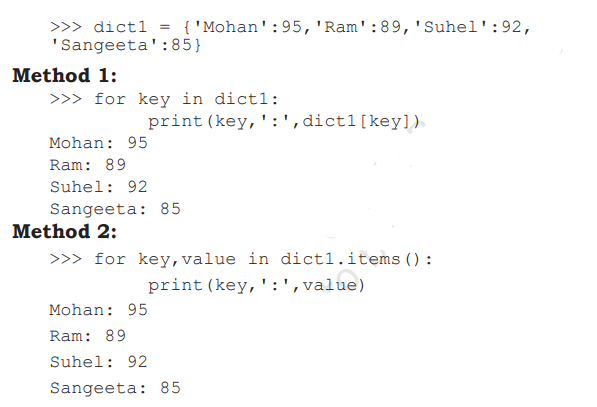 >>> dict1 = {'Mohan':95,'Ram':89,'Suhel':92,
'Sangeeta':85}
Method 1:
>>> for key in dict1:
print(key,':',dict1[key])
Mohan: 95
Ram: 89
Suhel: 92
Sangeeta: 85
Method 2:
>>> for key,value in dict1.items():
print(key,':',value)
Mohan: 95
Ram: 89
Suhel: 92
Sangeeta: 85